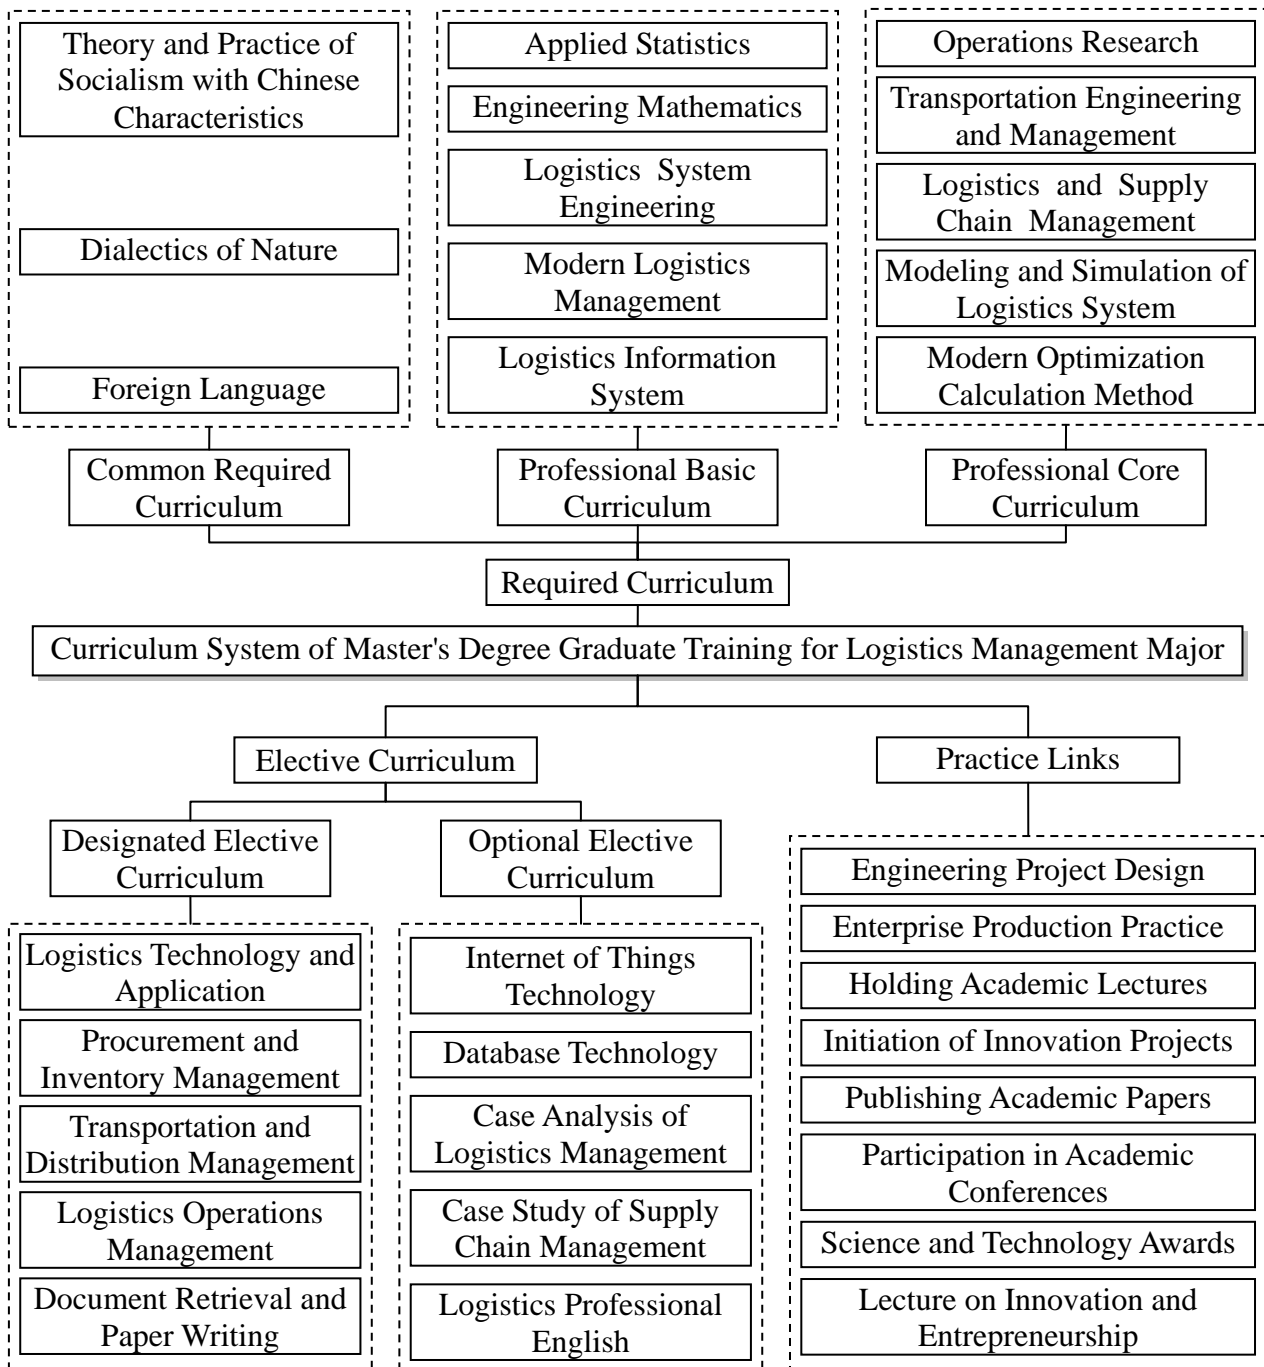 Theory and Practice of
Socialism with Chinese
Characteristics
Dialectics of Nature
Foreign Language
Applied Statistics
Engineering Mathematics
Logistics System
Engineering
Modern Logistics
Management
Logistics Information
System
Operations Research
Transportation Engineering
and Management
Logistics and Supply
Chain Management
Modeling and Simulation of
Logistics System
Modern Optimization
Calculation Method
Common Required
Curriculum
Professional Basic
Curriculum
Professional Core
Curriculum
Required Curriculum
Curriculum System of Master's Degree Graduate Training for Logistics Management Major
Elective Curriculum
Practice Links
Designated Elective
Curriculum
Optional Elective
Curriculum
Logistics Technology and
Application
Procurement and
Inventory Management
Transportation and
Distribution Management
Logistics Operations
Management
Document Retrieval and
Paper Writing
Internet of Things
Technology
Database Technology
Case Analysis of
Logistics Management
Case Study of Supply
Chain Management
Logistics Professional
English
Engineering Project Design
Enterprise Production Practice
Holding Academic Lectures
Initiation of Innovation Projects
Publishing Academic Papers
Participation in Academic
Conferences
Science and Technology Awards
Lecture on Innovation and
Entrepreneurship